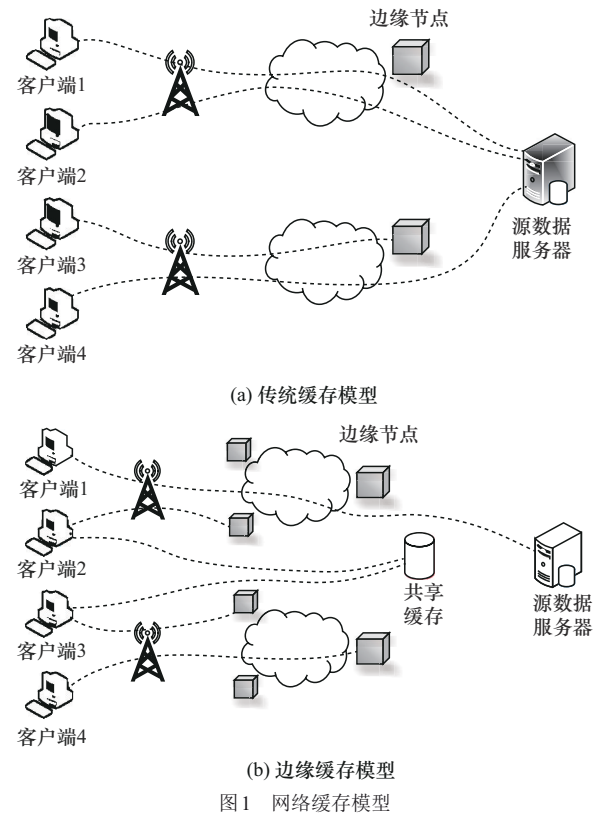 边缘节点
客户端1
客户端2
源数据
服务器
客户端3
客户端4
(a) 传统缓存模型
边缘节点
客户端1
客户端2
共享
缓存
源数据
服务器
客户端3
客户端4
(b) 边缘缓存模型
图1 网络缓存模型